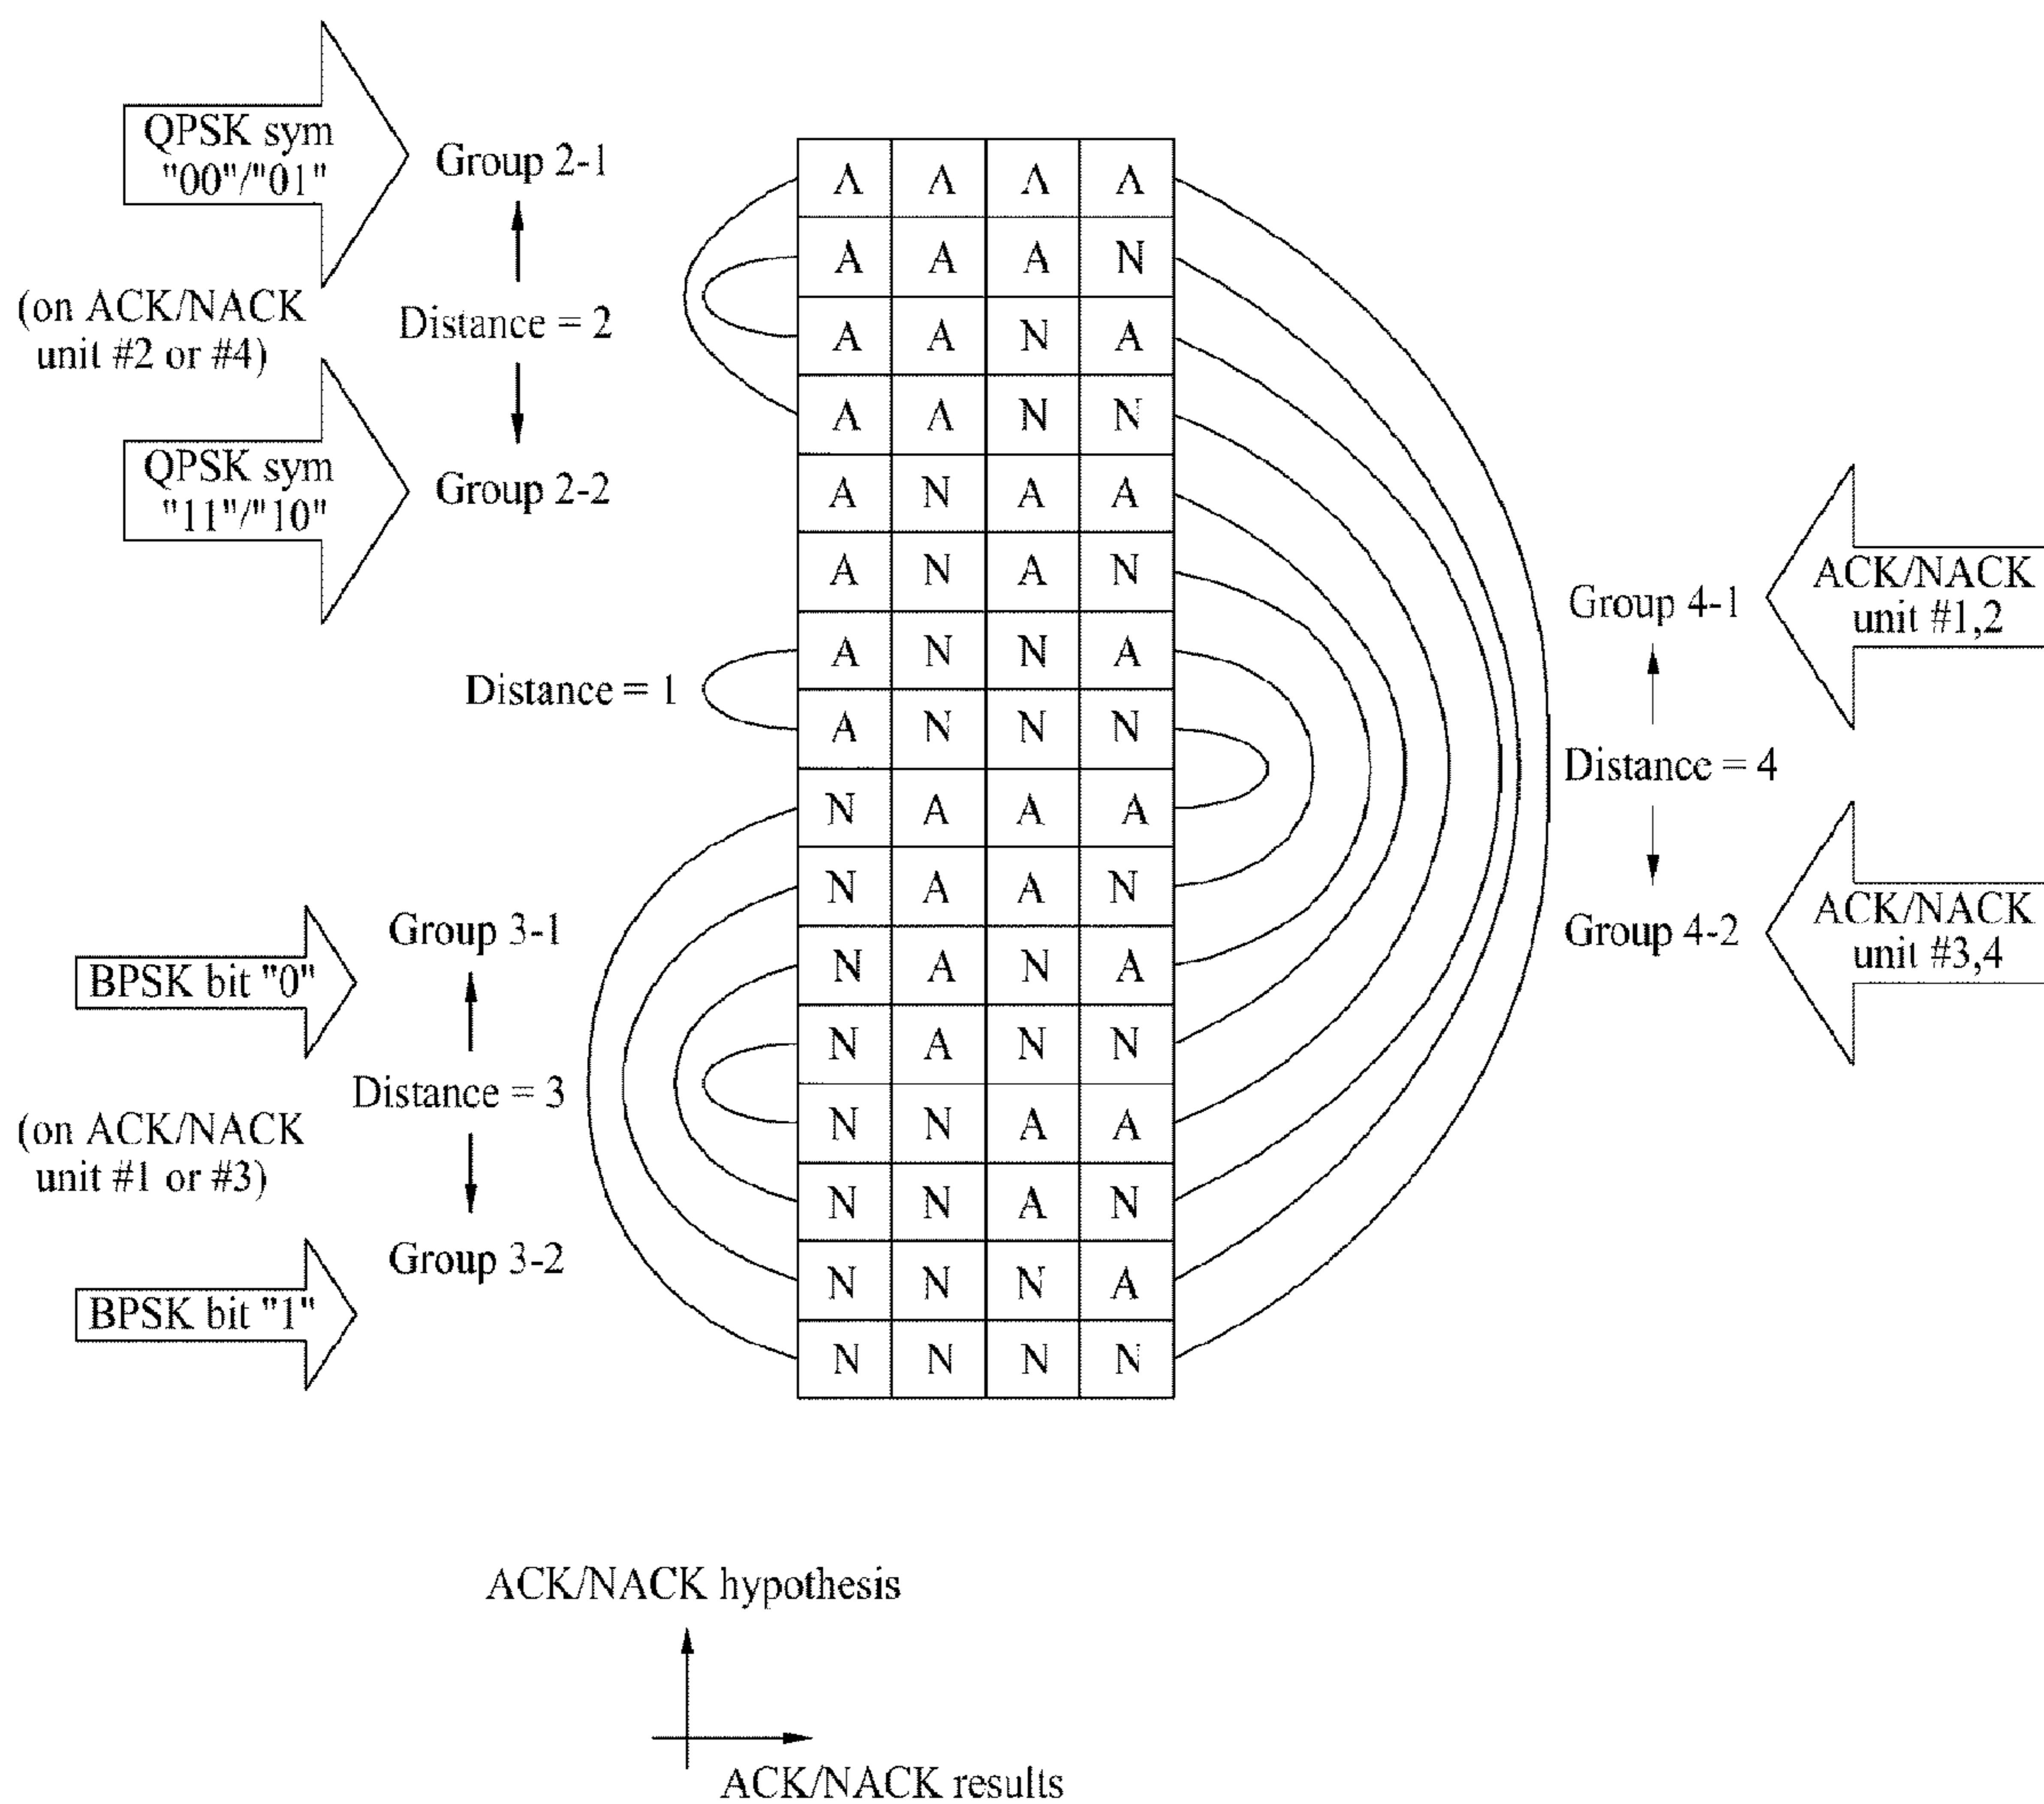 QPSK sym
"00"/"01"
Group 2-1
(on ACK/NACK
unit #2 or #4)
Distance = 2
QPSK sym
"11"/"10"
Group 2-2
Distance = 1
BPSK bit "0"
Group 3-1
(on ACK/NACK
unit #1 or #3)
Distance = 3
BPSK bit "1"
Group 3-2
A A A A
A A A N
A A N A
A A N N
A N A A
A N A N
A N N A
A N N N
N A A A
N A A N
N A N A
N A N N
N N A A
N N A N
N N N A
N N N N
Group 4-1
ACK/NACK
unit #1,2
Distance = 4
Group 4-2
ACK/NACK
unit #3,4
ACK/NACK hypothesis
ACK/NACK results